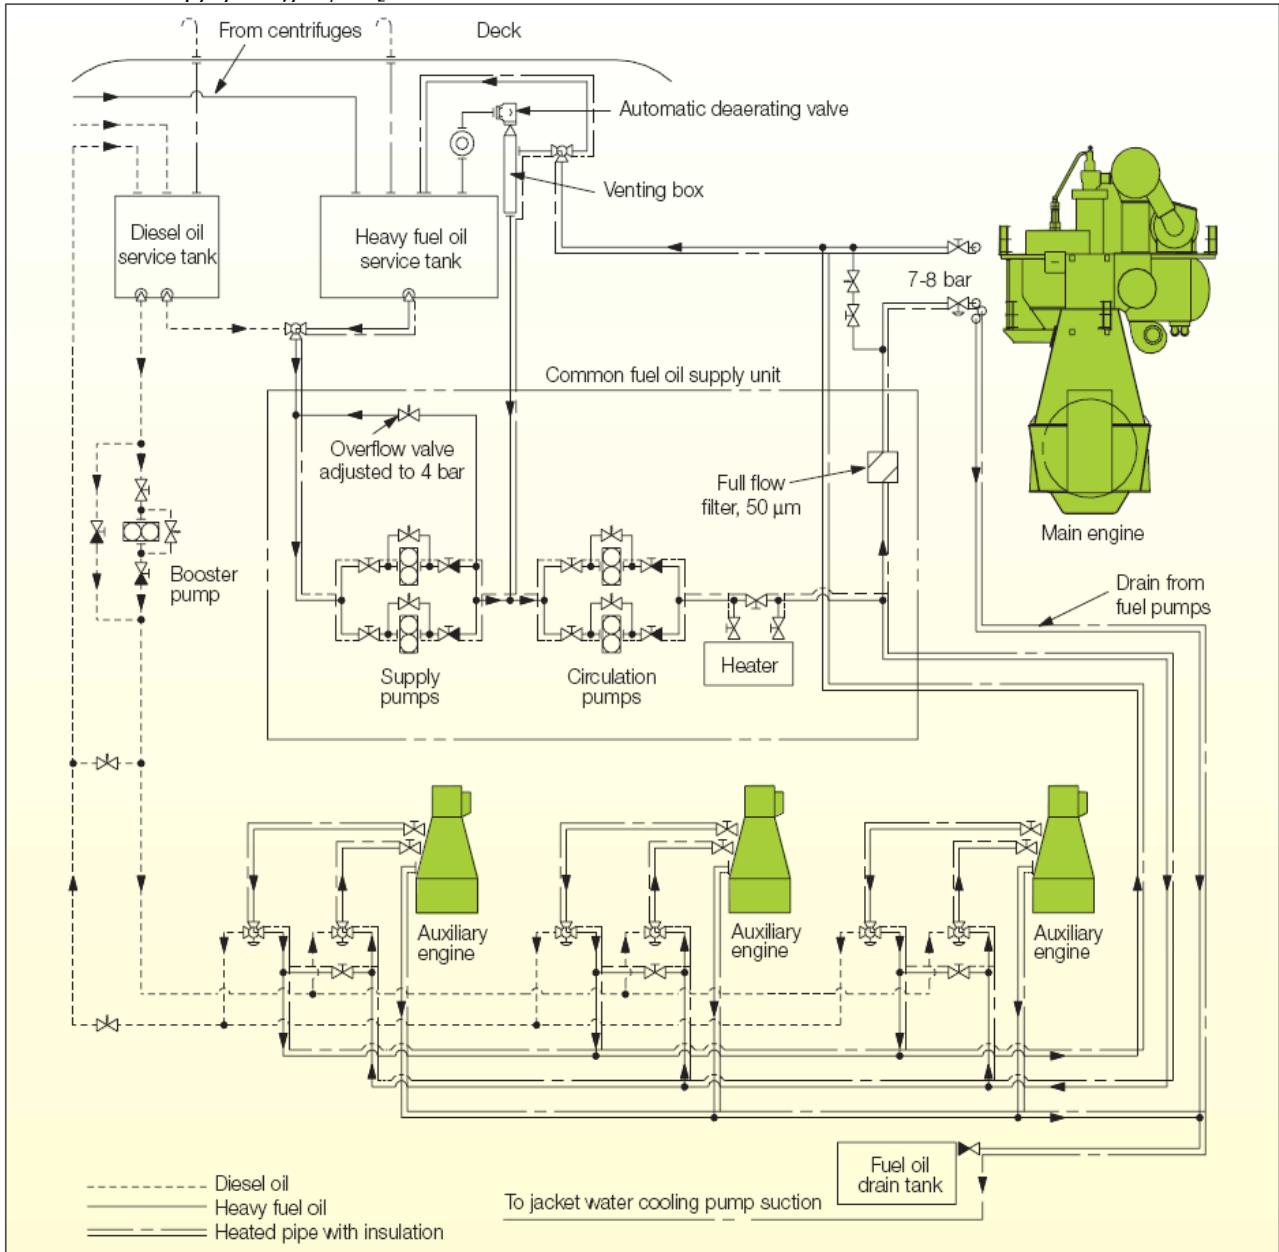 From centrifuges
Deck
Automatic deaerating valve
Venting box
Diesel oil
service tank
Heavy fuel oil
service tank
7-8 bar
Common fuel oil supply unit
Overflow valve
adjusted to 4 bar
Full flow
filter, 50 µm
Main engine
Booster
pump
Drain from
fuel pumps
Supply
pumps
Circulation
pumps
Heater
Auxiliary
engine
Auxiliary
engine
Auxiliary
engine
Fuel oil
drain tank
To jacket water cooling pump suction
Diesel oil
Heavy fuel oil
Heated pipe with insulation